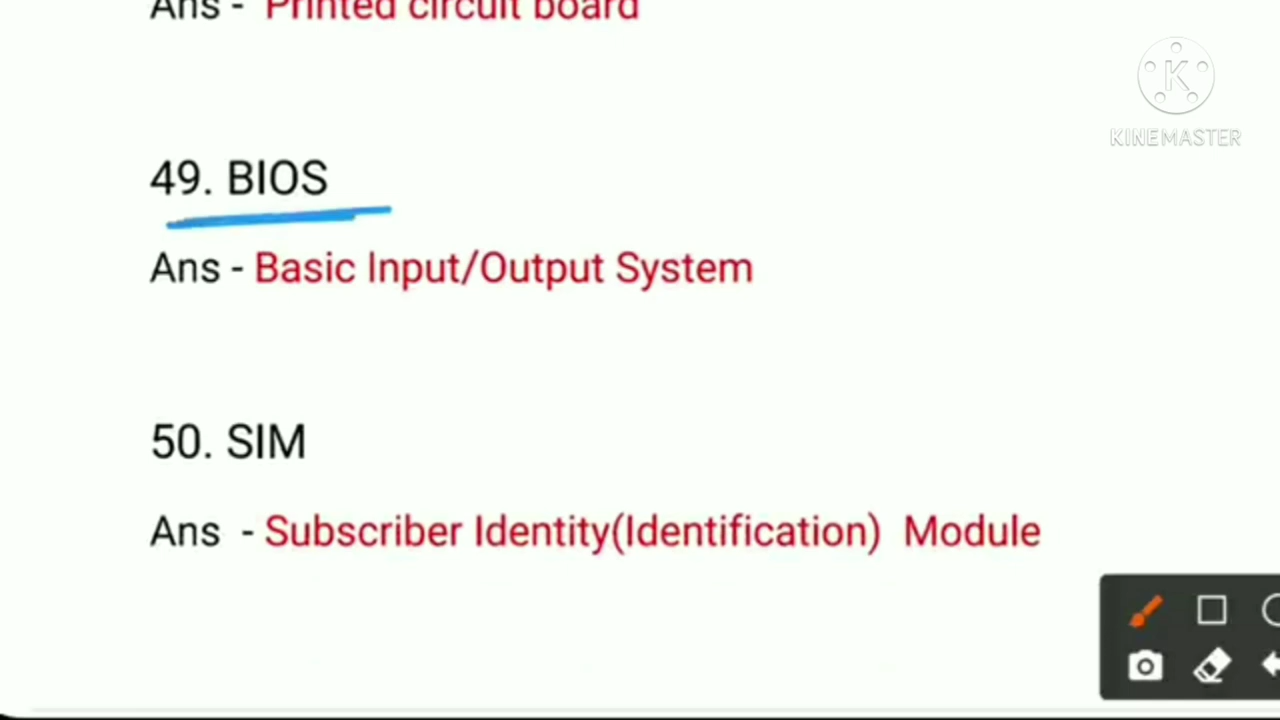 Ans - Printed circuit board
KINEMASTER
49. BIOS
Ans - Basic Input/Output System
50. SIM
Ans - Subscriber Identity(Identification) Module